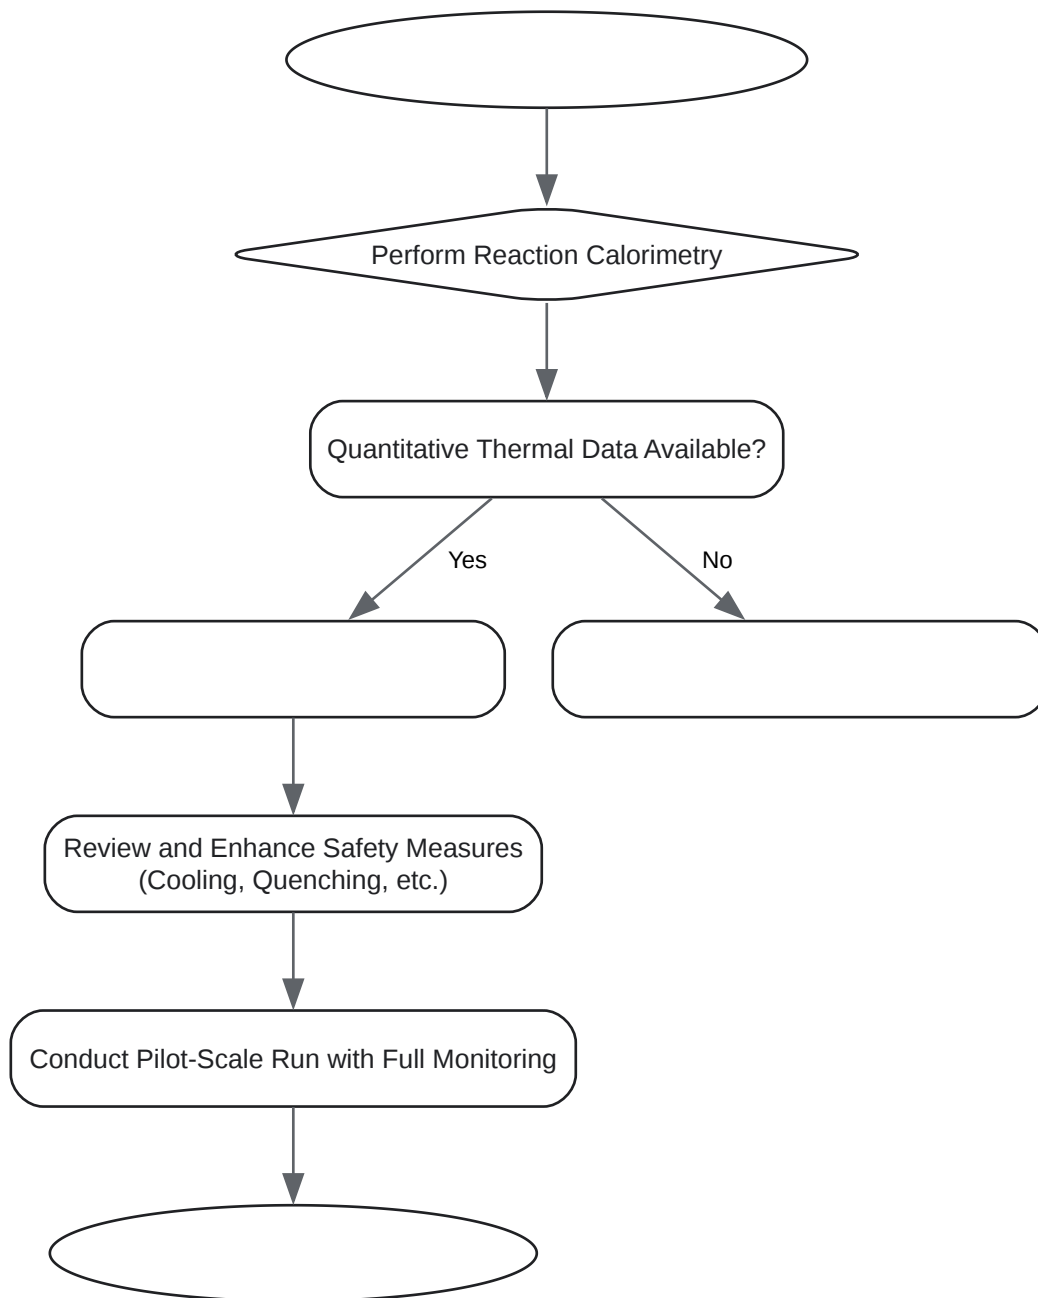 Perform Reaction Calorimetry
Quantitative Thermal Data Available?
Yes
No
Review and Enhance Safety Measures
(Cooling, Quenching, etc.)
Conduct Pilot-Scale Run with Full Monitoring